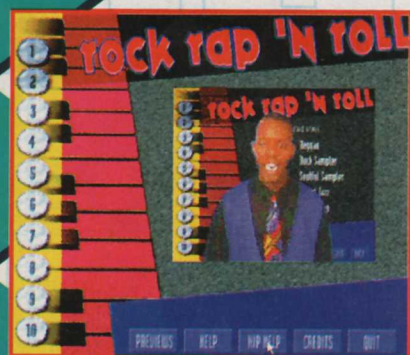 rock rap 'N roll
1
2
3
4
5
6
7
8
9
10
rock rap 'N roll
Reggae
Rock Sampler
Soulful Sampler
PREVIEWS HELP HIP HELP CREDITS QUIT